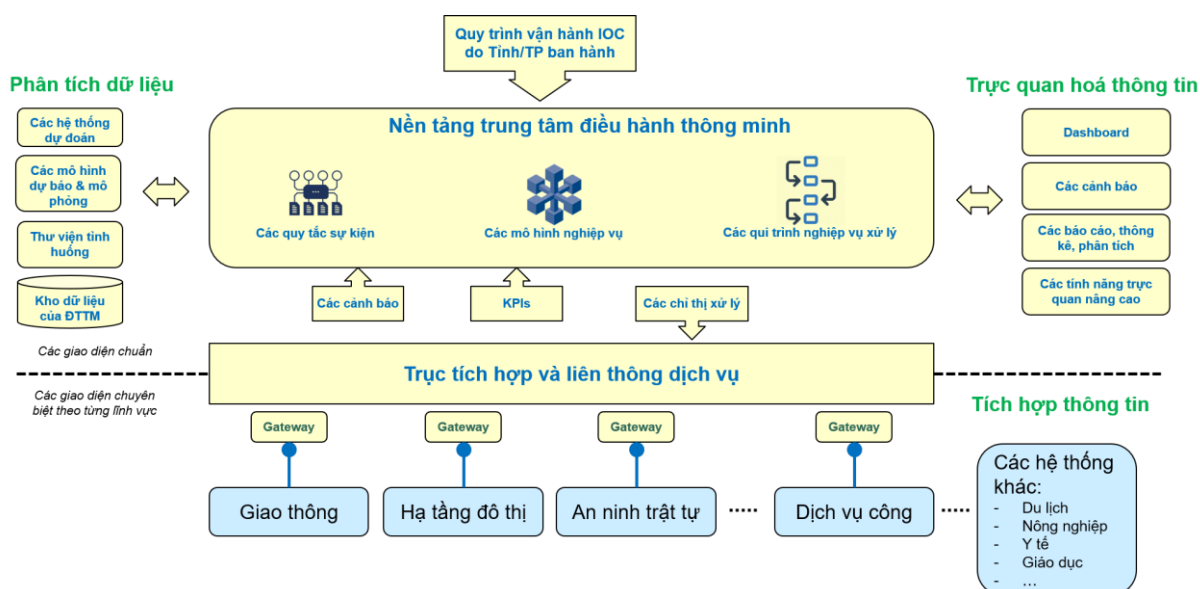 Quy trình vận hành IOC
do Tỉnh/TP ban hành
Phân tích dữ liệu
Các hệ thống
dự đoán
Các mô hình
dự báo & mô
phỏng
Thư viện tình
huống
Kho dữ liệu
của ĐTTM
Nền tảng trung tâm điều hành thông minh
...
Các quy tắc sự kiện
Các mô hình nghiệp vụ
Các qui trình nghiệp vụ xử lý
Trực quan hoá thông tin
Dashboard
Các cảnh báo
Các báo cáo, thống
kê, phân tích
Các tính năng trực
quan nâng cao
Các cảnh báo
KPIs
Các chỉ thị xử lý
Các giao diện chuẩn
Các giao diện chuyên
biệt theo từng lĩnh vực
Trục tích hợp và liên thông dịch vụ
Tích hợp thông tin
Gateway
Gateway
Gateway
Gateway
Giao thông
Hạ tầng đô thị
An ninh trật tự
.....
Dịch vụ công
.....
Các hệ thống
khác:
- Du lịch
- Nông nghiệp
- Y tế
- Giáo dục
- ...